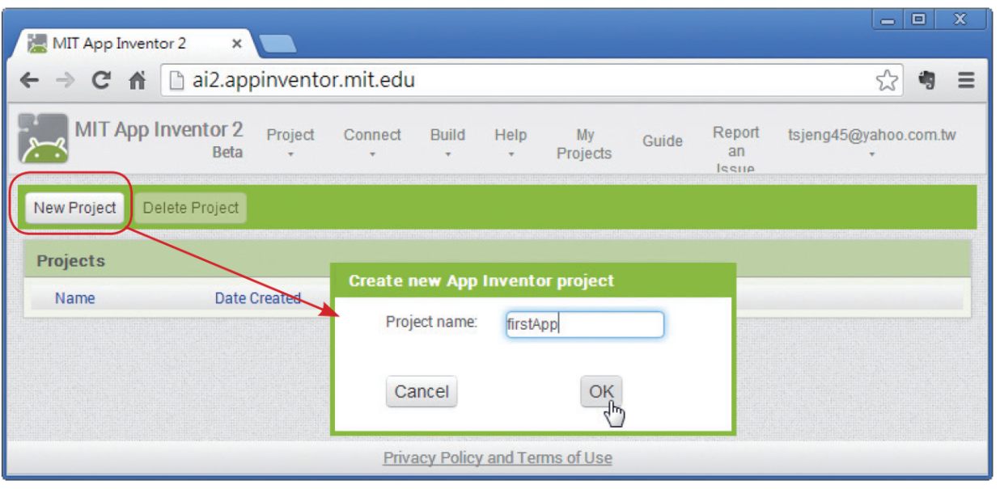 MIT App Inventor 2
ai2.appinventor.mit.edu
MIT App Inventor 2
Beta
Project
Connect
Build
Help
My
Projects
Guide
Report
an
Issue
tsjeng45@yahoo.com.tw
New Project
Delete Project
Projects
Name
Date Created
Create new App Inventor project
Project name:
firstApp
Cancel
OK
Privacy Policy and Terms of Use